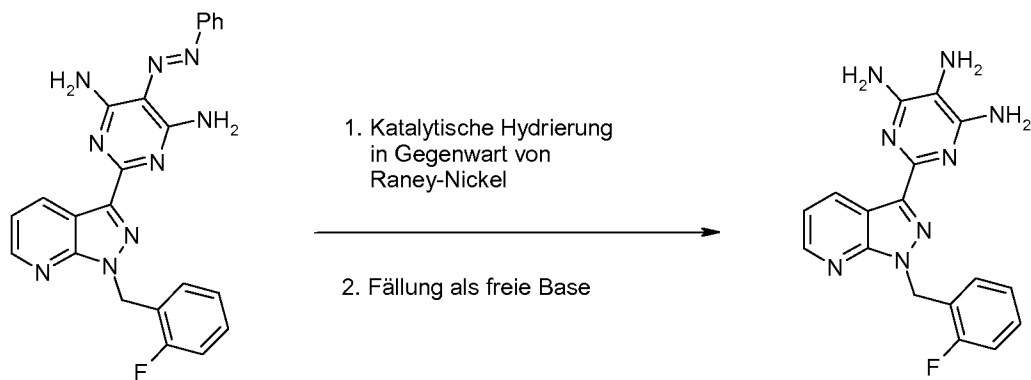 Ph
N=N
H2N
NH2
N
N
N
N
N
F
1. Katalytische Hydrierung
in Gegenwart von
Raney-Nickel
2. Fällung als freie Base
NH2
H2N
NH2
N
N
N
N
N
F